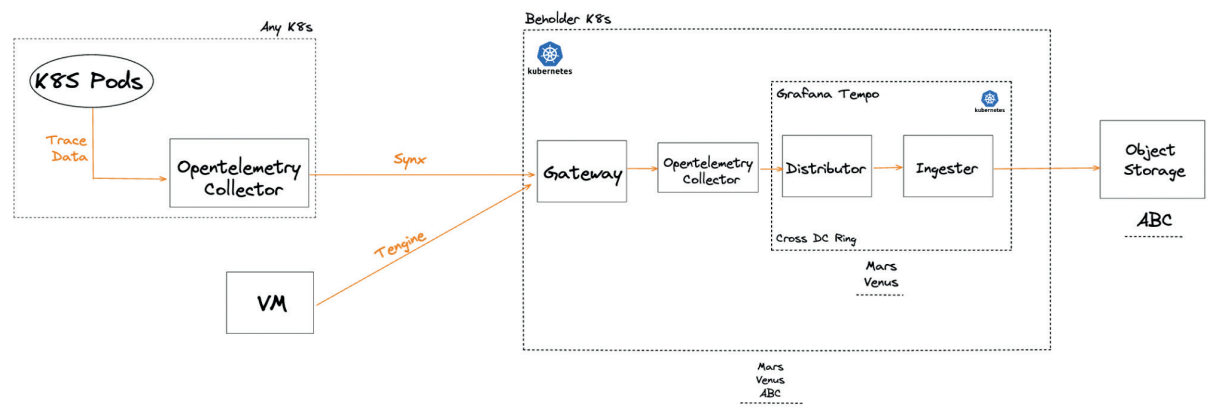 Any K8s
K8S Pods
Trace
Data
Opentelemetry
Collector
Synx
Tengine
VM
Beholder K8s
kubernetes
Gateway
Opentelemetry
Collector
Grafana Tempo
kubernetes
Distributor
Ingester
Cross DC Ring
Mars
Venus
Mars
Venus
ABC
Object
Storage
ABC